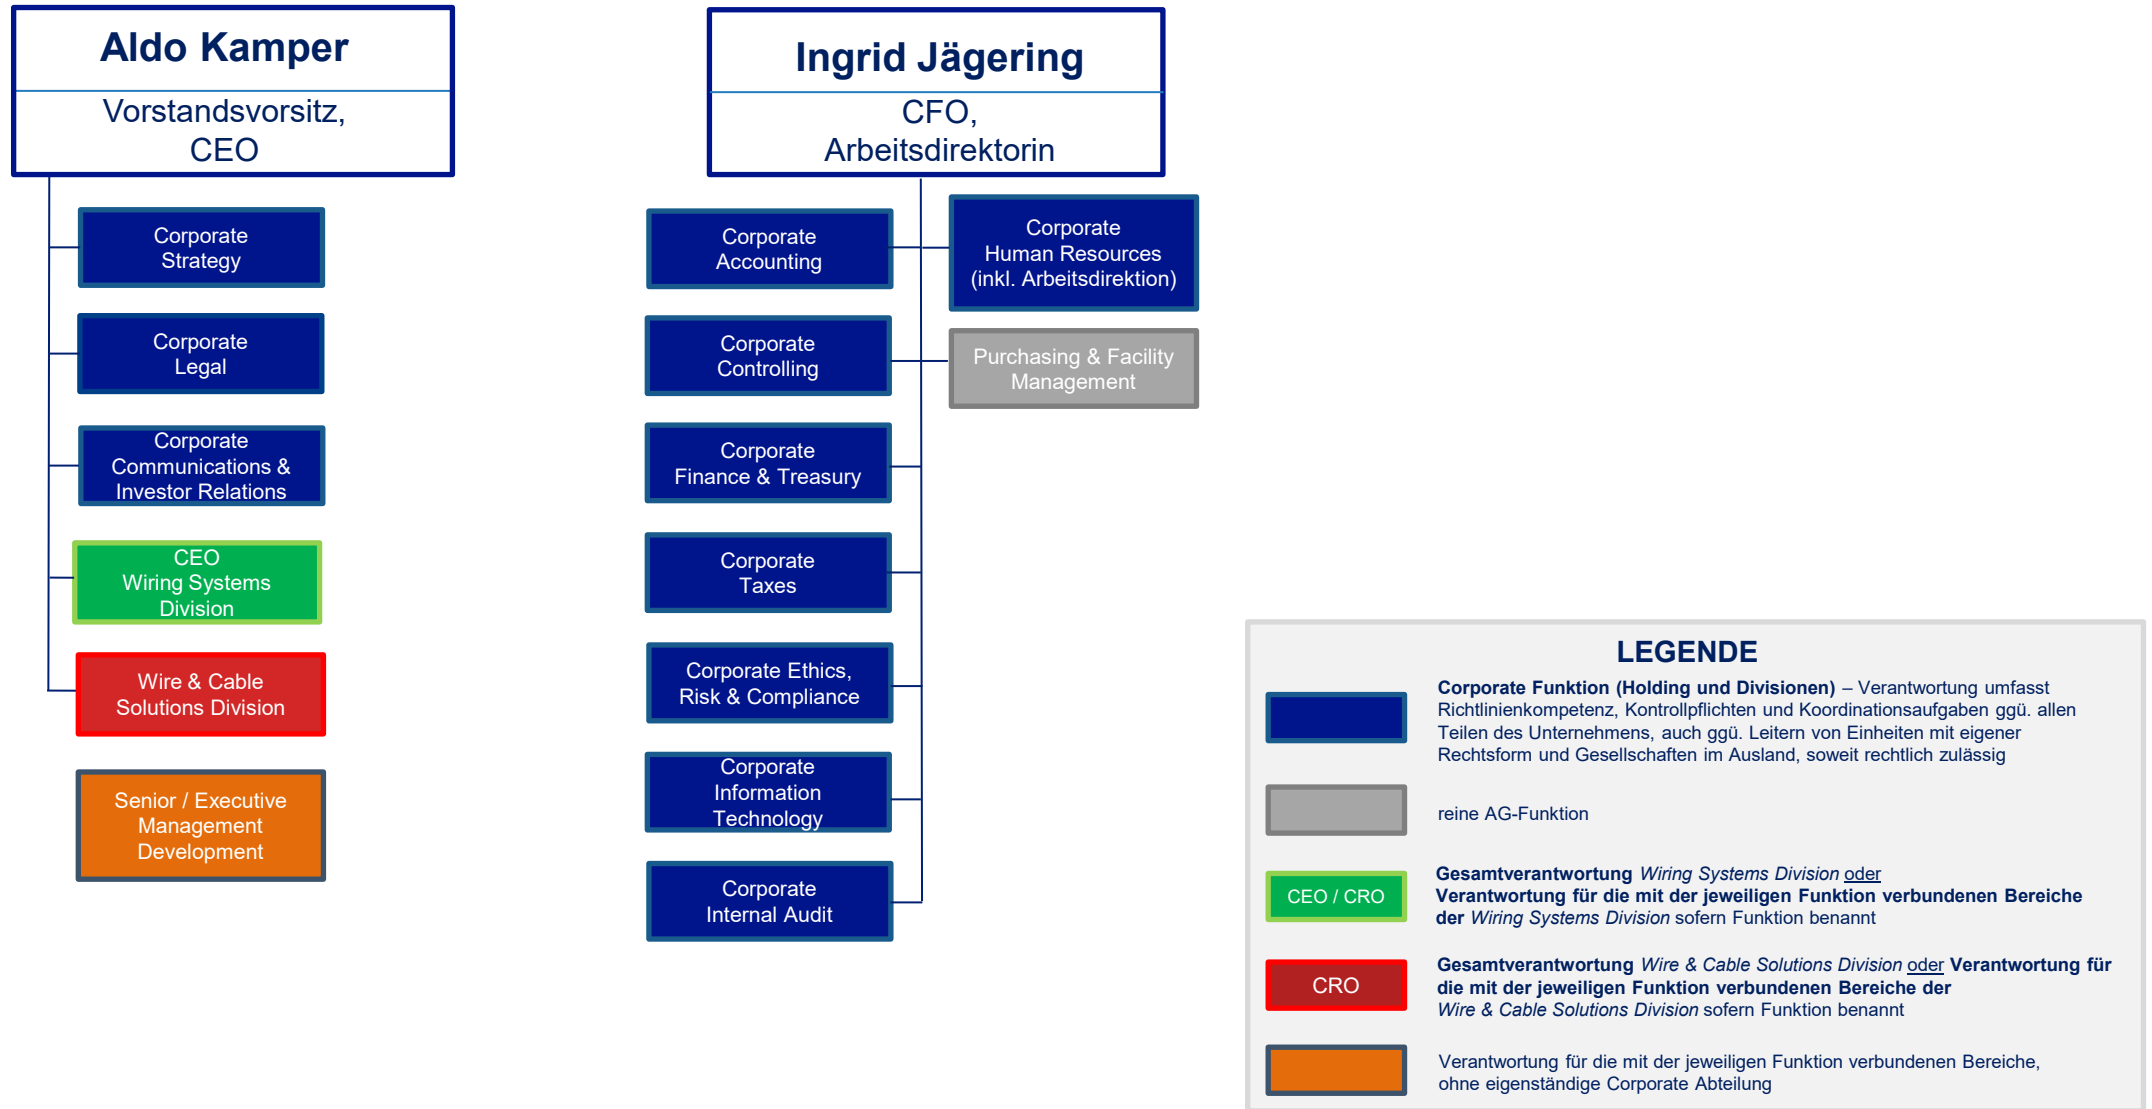 Aldo Kamper
Vorstandsvorsitz,
CEO
Corporate
Strategy
Corporate
Legal
Corporate
Communications &
Investor Relations
CEO
Wiring Systems
Division
Wire & Cable
Solutions Division
Senior / Executive
Management
Development
Ingrid Jägering
CFO,
Arbeitsdirektorin
Corporate
Accounting
Corporate
Controlling
Corporate
Finance & Treasury
Corporate
Taxes
Corporate Ethics,
Risk & Compliance
Corporate
Information
Technology
Corporate
Internal Audit
Corporate
Human Resources
(inkl. Arbeitsdirektion)
Purchasing & Facility
Management
LEGENDE
Corporate Funktion (Holding und Divisionen) – Verantwortung umfasst
Richtlinienkompetenz, Kontrollpflichten und Koordinationsaufgaben ggü. allen
Teilen des Unternehmens, auch ggü. Leitern von Einheiten mit eigener
Rechtsform und Gesellschaften im Ausland, soweit rechtlich zulässig
reine AG-Funktion
CEO / CRO
Gesamtverantwortung Wiring Systems Division oder
Verantwortung für die mit der jeweiligen Funktion verbundenen Bereiche
der Wiring Systems Division sofern Funktion benannt
CRO
Gesamtverantwortung Wire & Cable Solutions Division oder Verantwortung für
die mit der jeweiligen Funktion verbundenen Bereiche der
Wire & Cable Solutions Division sofern Funktion benannt
Verantwortung für die mit der jeweiligen Funktion verbundenen Bereiche,
ohne eigenständige Corporate Abteilung